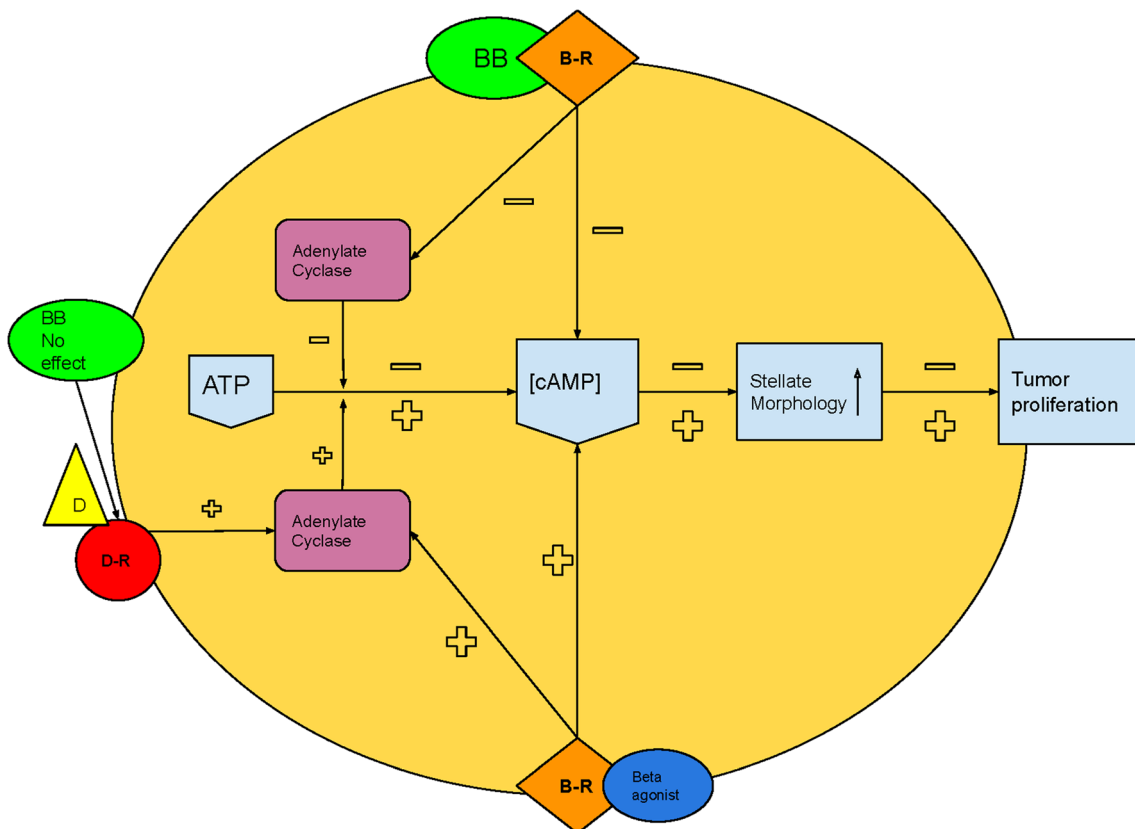 BB
B-R
Adenylate
Cyclase
BB
No
effect
ATP
[cAMP]
Stellate
Morphology
Tumor
proliferation
D
D-R
Adenylate
Cyclase
B-R
Beta
agonist